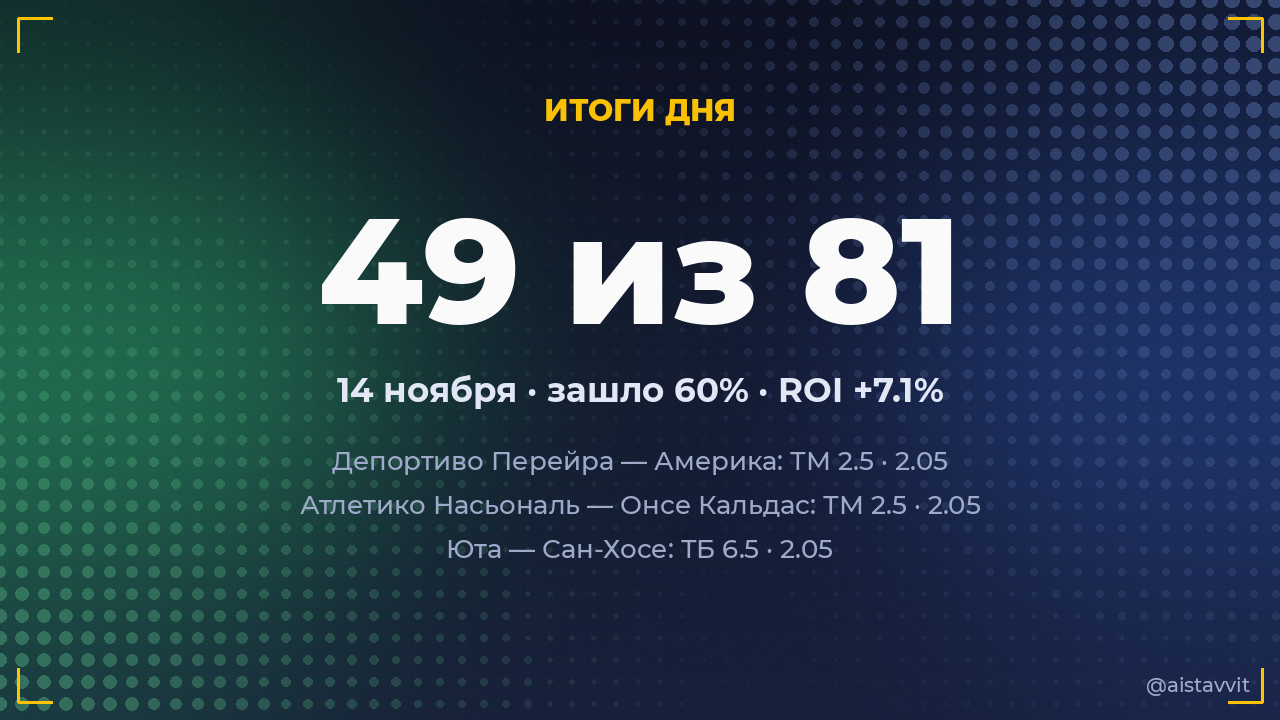 ИТОГИ ДНЯ
49 из 81
14 ноября · зашло 60% · ROI +7.1%
Депортиво Перейра — Америка: ТМ 2.5 · 2.05
Атлетико Насьональ — Онсе Кальдас: ТМ 2.5 · 2.05
Юта — Сан-Хосе: ТБ 6.5 · 2.05
@aistavvit